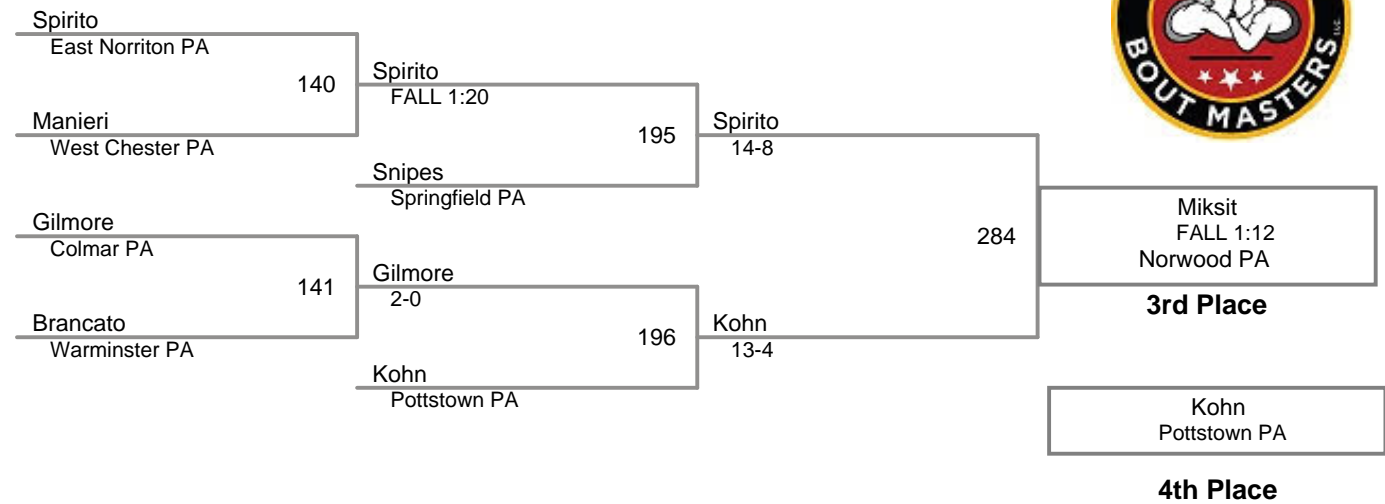 Spirito
East Norriton PA
140
Manieri
West Chester PA
Spirito
FALL 1:20
195
Snipes
Springfield PA
Gilmore
Colmar PA
141
Brancato
Warminster PA
Gilmore
2-0
196
Kohn
Pottstown PA
Spirito
14-8
284
Kohn
13-4
BOUT MASTERS
Miksit
FALL 1:12
Norwood PA
3rd Place
Kohn
Pottstown PA
4th Place